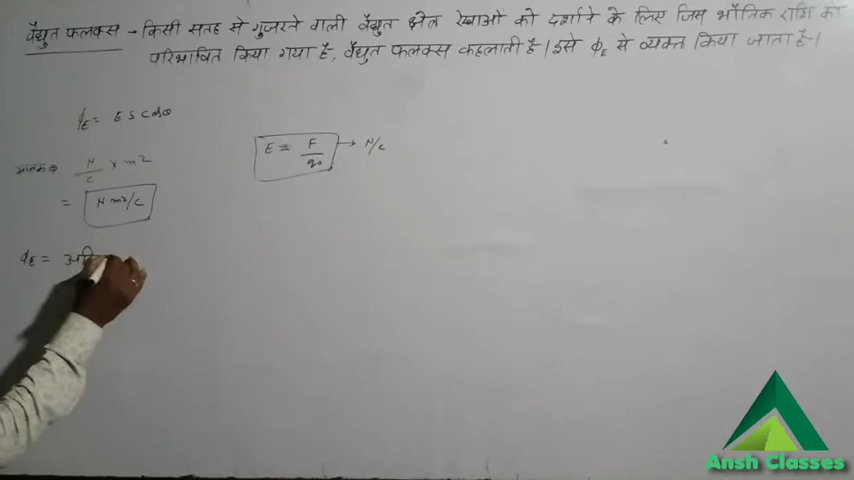 वैद्युत फलक्स - किसी सतह से गुजरने वाली वैद्युत क्षेत्र रेखाओं को दर्शाने के लिए जिस भौतिक राशि को
परिभाषित किया गया है, वैद्युत फलक्स कहलाती है। इसे ϕE से व्यक्त किया जाता है।
ϕE = E S cosθ
E = F/q0 → N/C
मात्रक ⇒ N/C × m2
= N m2/C
ϕE = अदि
Ansh Classes